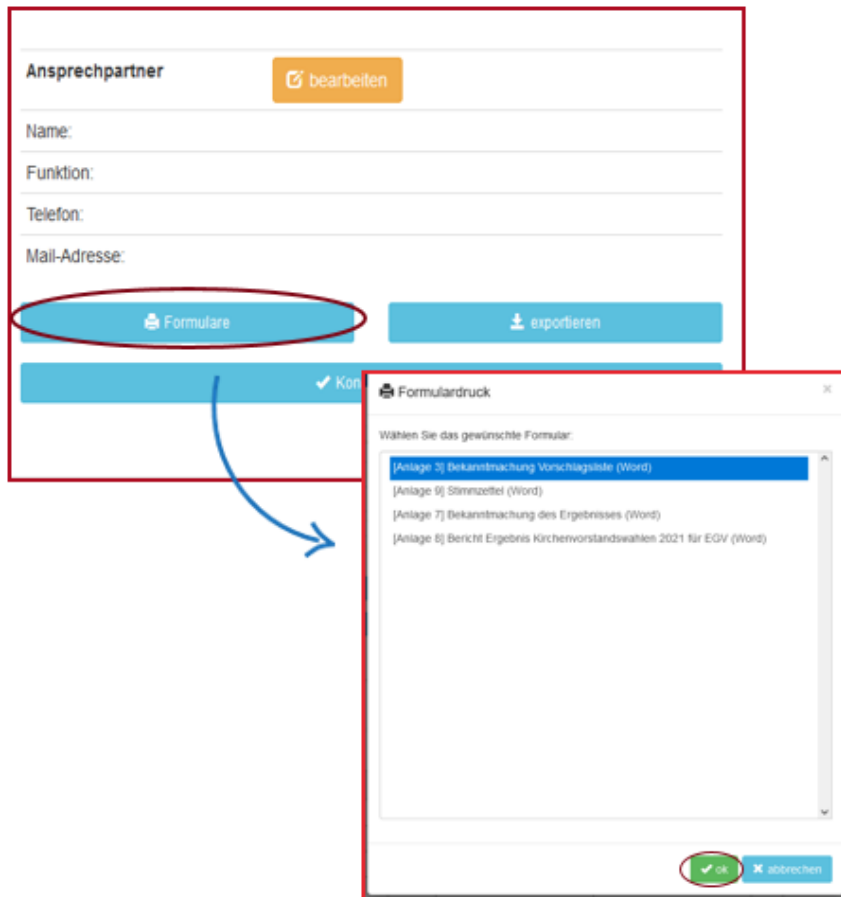 Ansprechpartner
bearbeiten
Name:
Funktion:
Telefon:
Mail-Adresse:
Formulare
exportieren
Kon
Formulardruck
×
Wählen Sie das gewünschte Formular:
[Anlage 3] Bekanntmachung Vorschlagsliste (Word)
[Anlage 9] Stimmzettel (Word)
[Anlage 7] Bekanntmachung des Ergebnisses (Word)
[Anlage 8] Bericht Ergebnis Kirchenvorstandswahlen 2021 für EGV (Word)
ok
abbrechen